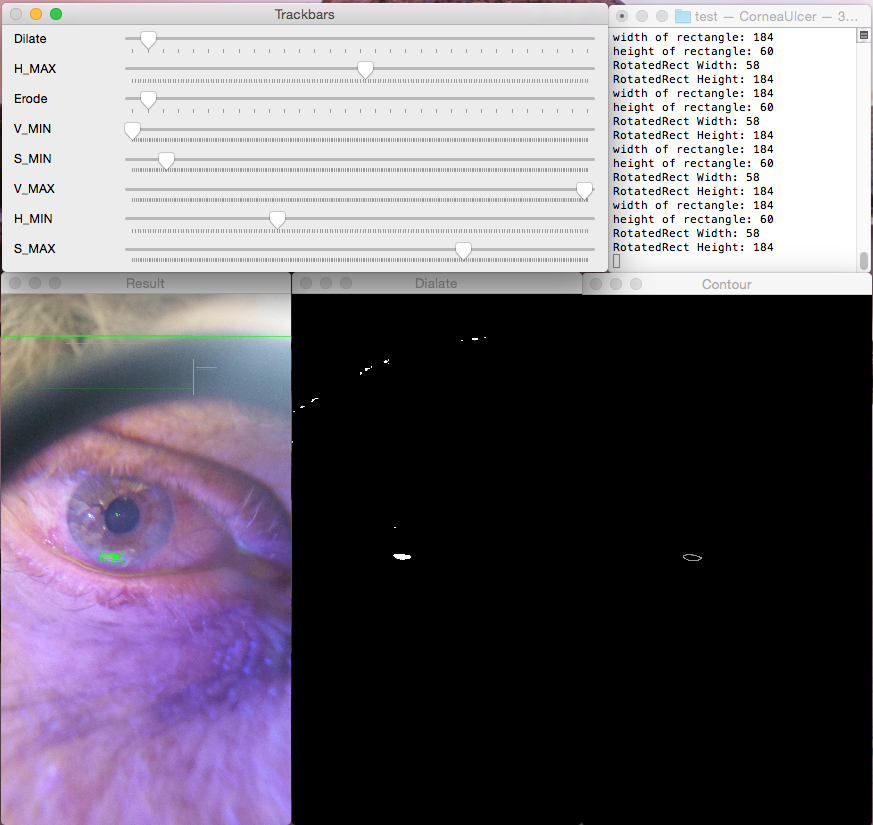 Trackbars
Dilate
H_MAX
Erode
V_MIN
S_MIN
V_MAX
H_MIN
S_MAX
test — CorneaUlcer — 3...
width of rectangle: 184
height of rectangle: 60
RotatedRect Width: 58
RotatedRect Height: 184
width of rectangle: 184
height of rectangle: 60
RotatedRect Width: 58
RotatedRect Height: 184
width of rectangle: 184
height of rectangle: 60
RotatedRect Width: 58
RotatedRect Height: 184
width of rectangle: 184
height of rectangle: 60
RotatedRect Width: 58
RotatedRect Height: 184
Result
Dialate
Contour